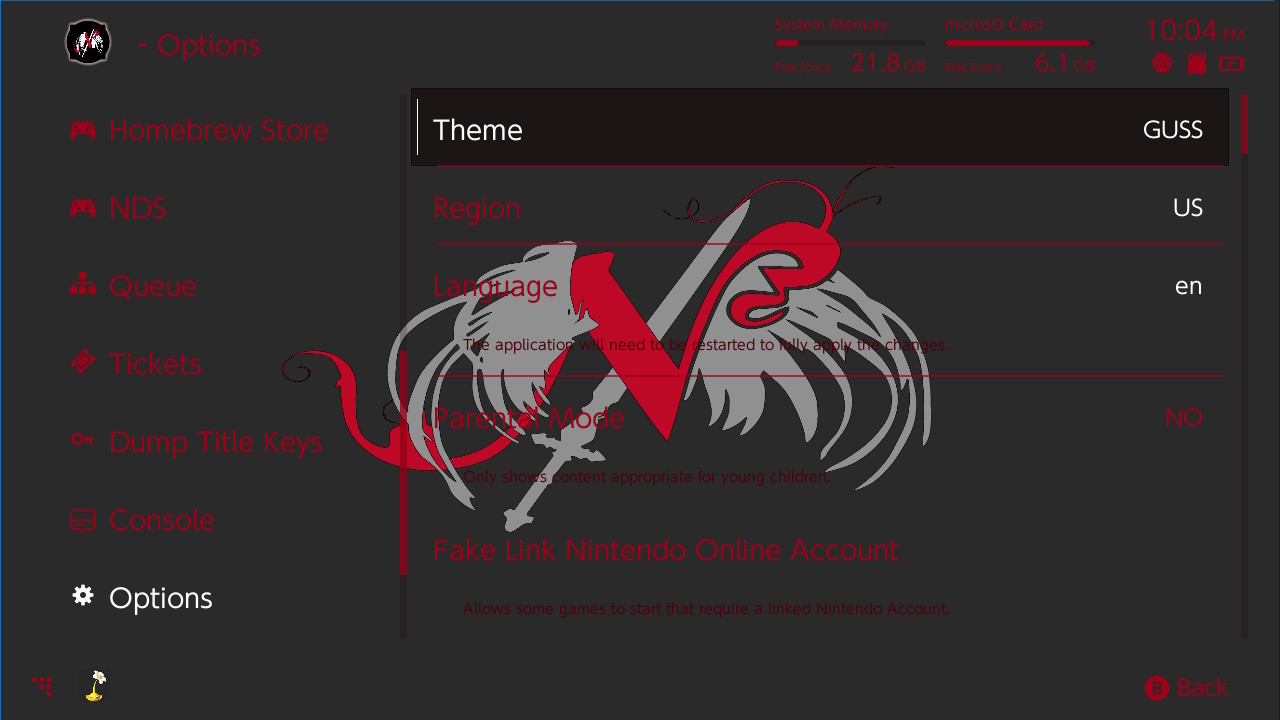 - Options
System Memory
Free Space 21.8 GB
microSD Card
Free Space 6.1 GB
10:04 PM
Homebrew Store
NDS
Queue
Tickets
Dump Title Keys
Console
Options
Theme GUSS
Region US
Language en
The application will need to be restarted to fully apply the changes.
Parental Mode NO
Only shows content appropriate for young children.
Fake Link Nintendo Online Account
Allows some games to start that require a linked Nintendo Account.
B Back